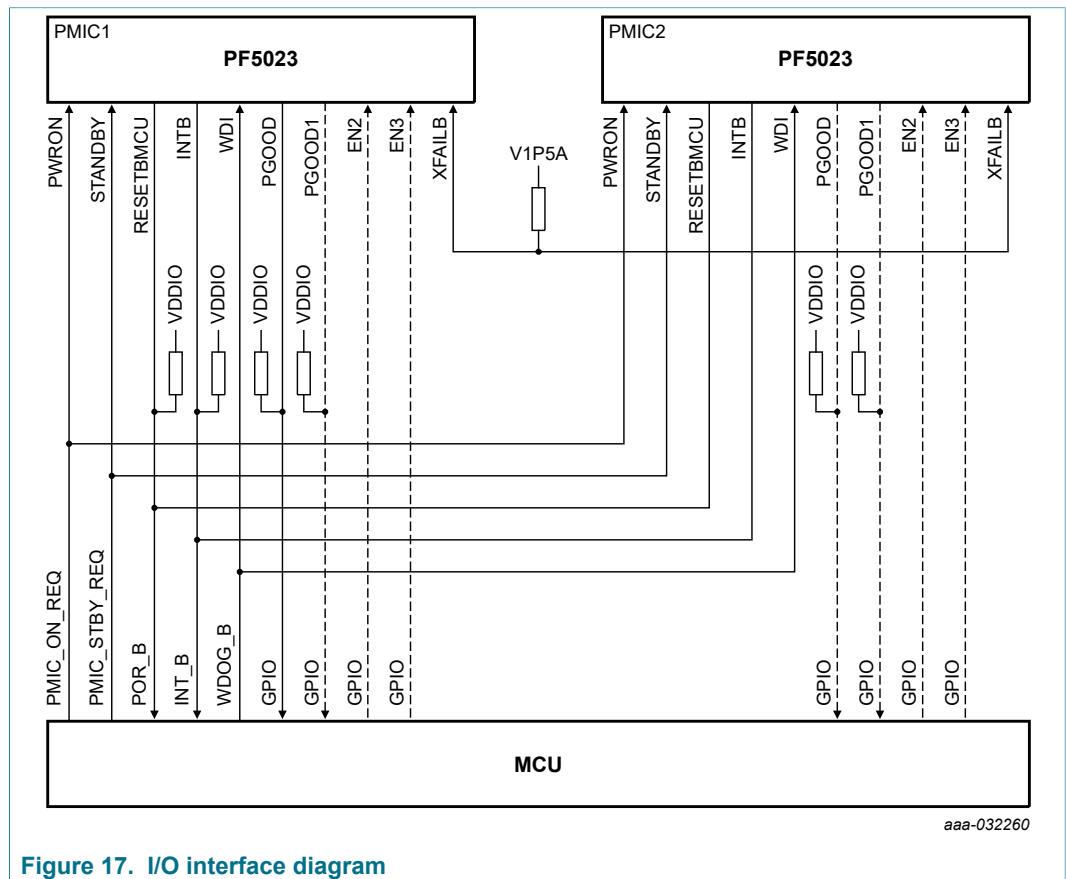 PMIC1
PF5023
PMIC2
PF5023
PWRON
STANDBY
RESETBMCU
INTB
WDI
PGOOD
PGOOD1
EN2
EN3
XFAILB
V1P5A
PWRON
STANDBY
RESETBMCU
INTB
WDI
PGOOD
PGOOD1
EN2
EN3
XFAILB
VDDIO
VDDIO
VDDIO
VDDIO
VDDIO
VDDIO
PMIC_ON_REQ
PMIC_STBY_REQ
POR_B
INT_B
WDOG_B
GPIO
GPIO
GPIO
GPIO
GPIO
GPIO
GPIO
GPIO
MCU
aaa-032260
Figure 17. I/O interface diagram